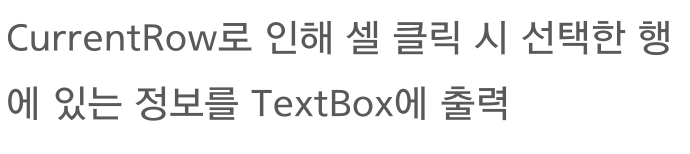 CurrentRow로 인해 셀 클릭 시 선택한 행
에 있는 정보를 TextBox에 출력